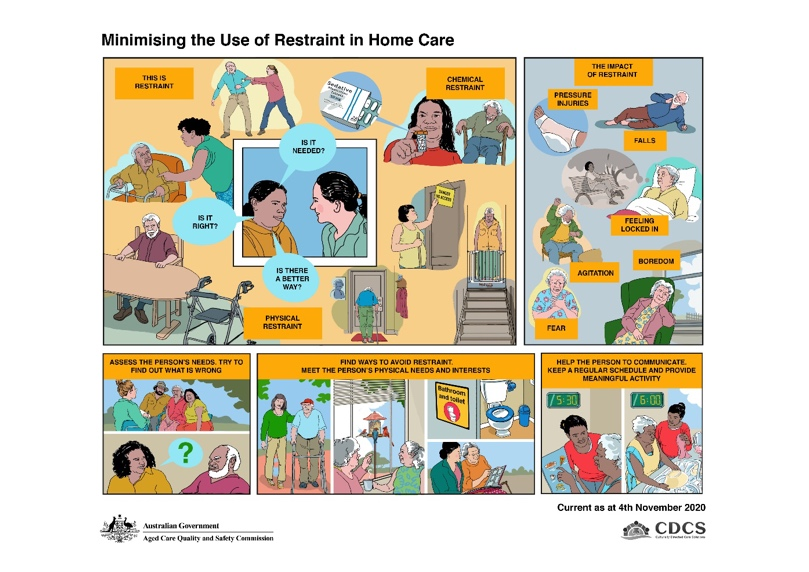 Minimising the Use of Restraint in Home Care
THIS IS
RESTRAINT
Sedative
CHEMICAL
RESTRAINT
IS IT
NEEDED?
IS IT
RIGHT?
IS THERE
A BETTER
WAY?
PHYSICAL
RESTRAINT
DANGER
NO ACCESS
THE IMPACT
OF RESTRAINT
PRESSURE
INJURIES
FALLS
FEELING
LOCKED IN
AGITATION
BOREDOM
FEAR
ASSESS THE PERSON'S NEEDS. TRY TO
FIND OUT WHAT IS WRONG
?
FIND WAYS TO AVOID RESTRAINT.
MEET THE PERSON'S PHYSICAL NEEDS AND INTERESTS
Bathroom
and toilet
HELP THE PERSON TO COMMUNICATE.
KEEP A REGULAR SCHEDULE AND PROVIDE
MEANINGFUL ACTIVITY
5:30
6:00
Current as at 4th November 2020
Australian Government
Aged Care Quality and Safety Commission
CDCS